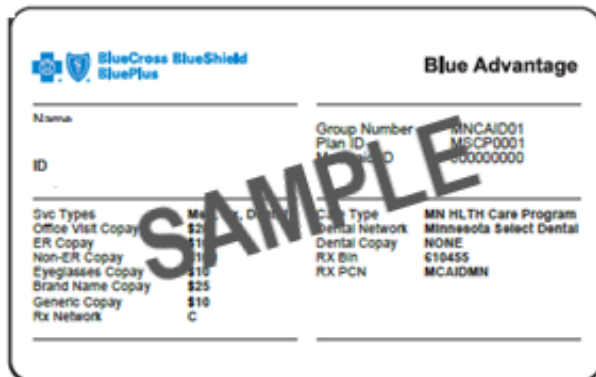 BlueCross BlueShield
BluePlus
Blue Advantage
Name
ID
Group Number MNCAID01
Plan ID MSCP0001
000000000
SAMPLE
Svc Types
Office Visit Copay
ER Copay
Non-ER Copay
Eyeglasses Copay $10
Brand Name Copay $25
Generic Copay $10
Rx Network C
Type MN HLTH Care Program
Dental Network Minnesota Select Dental
Dental Copay NONE
RX Bin 610455
RX PCN MCAIDMN